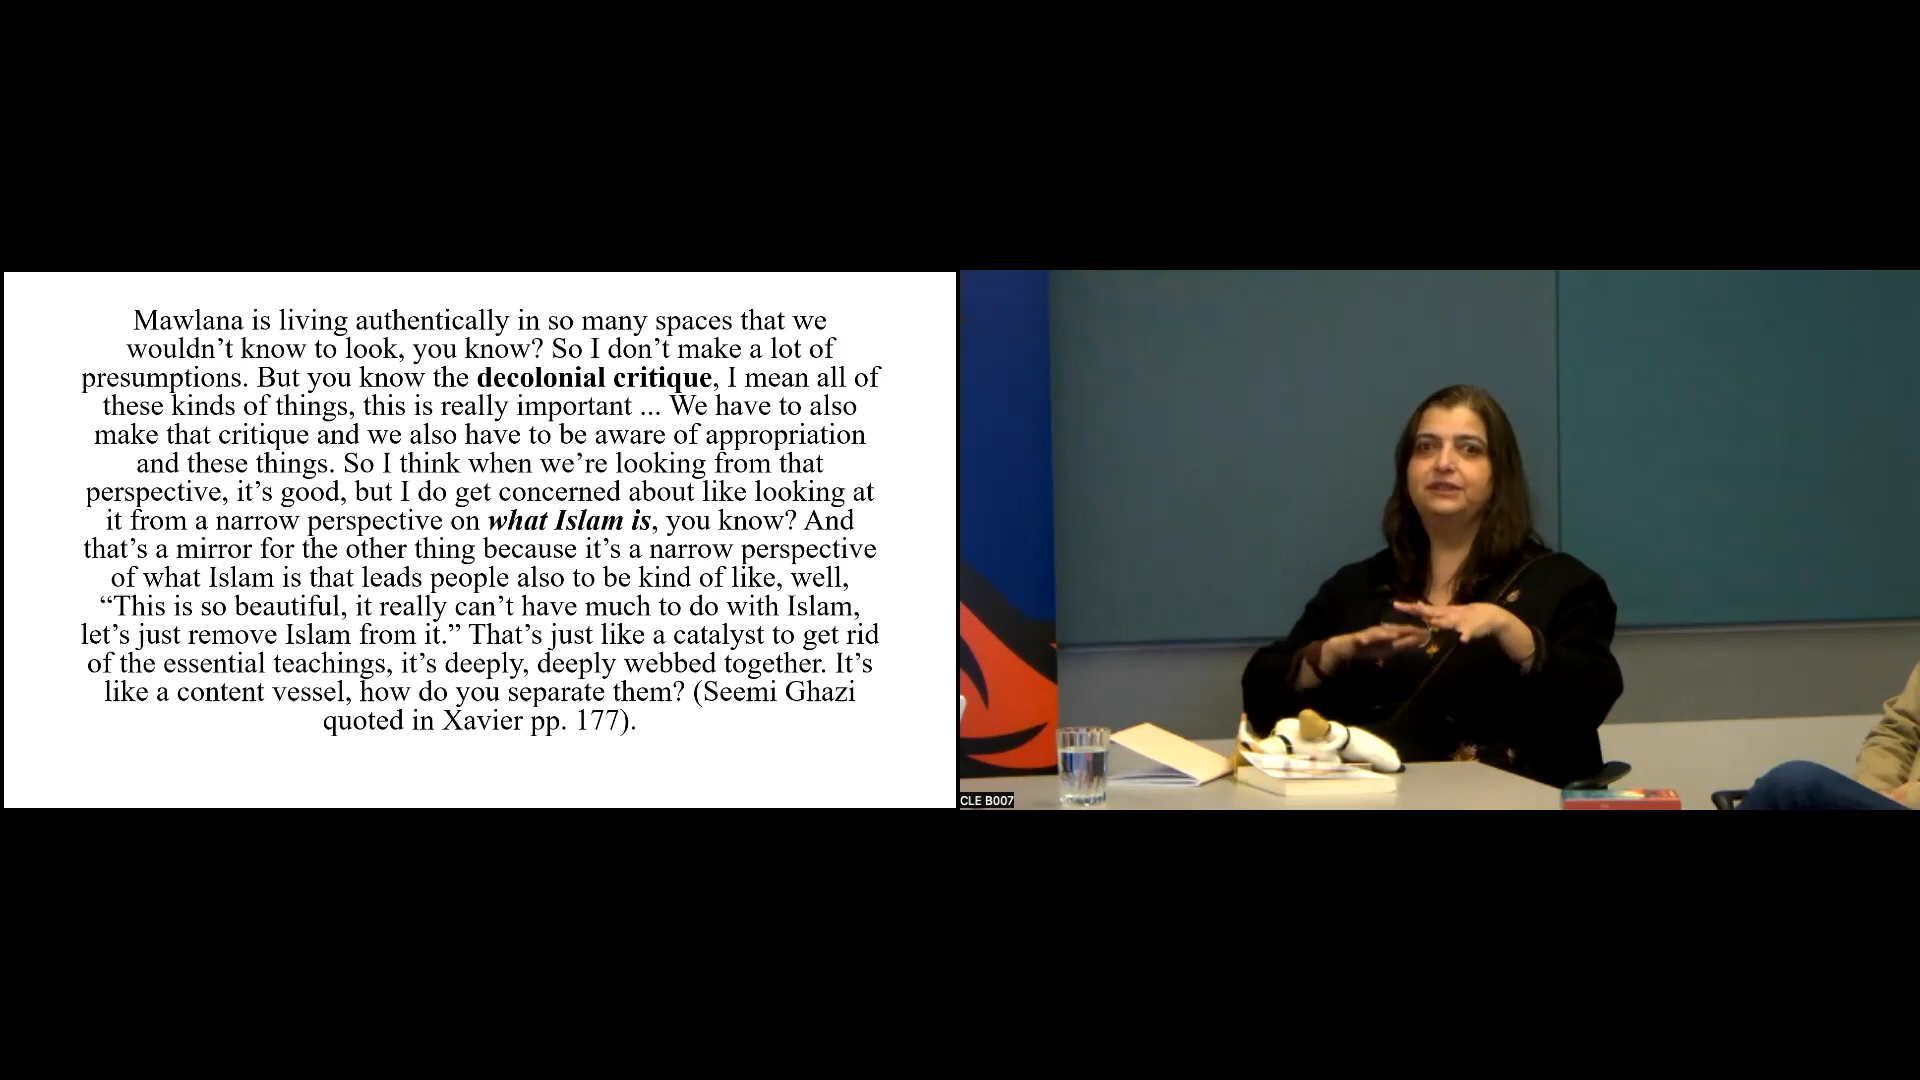 Mawlana is living authentically in so many spaces that we
wouldn’t know to look, you know? So I don’t make a lot of
presumptions. But you know the decolonial critique, I mean all of
these kinds of things, this is really important ... We have to also
make that critique and we also have to be aware of appropriation
and these things. So I think when we’re looking from that
perspective, it’s good, but I do get concerned about like looking at
it from a narrow perspective on what Islam is, you know? And
that’s a mirror for the other thing because it’s a narrow perspective
of what Islam is that leads people also to be kind of like, well,
“This is so beautiful, it really can’t have much to do with Islam,
let’s just remove Islam from it.” That’s just like a catalyst to get rid
of the essential teachings, it’s deeply, deeply webbed together. It’s
like a content vessel, how do you separate them? (Seemi Ghazi
quoted in Xavier pp. 177).
CLE B007